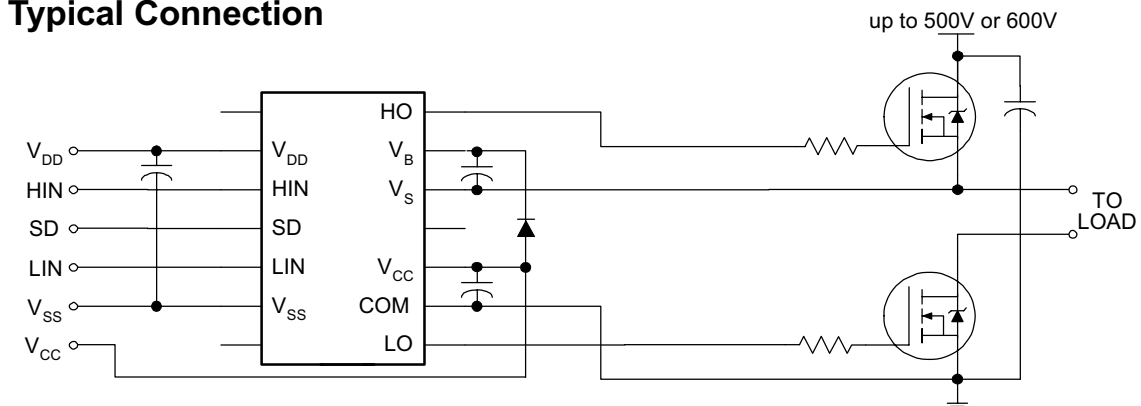 Typical Connection
up to 500V or 600V
HO
V_DD
V_DD
V_B
HIN
HIN
V_S
TO
LOAD
SD
SD
LIN
LIN
V_CC
V_SS
V_SS
COM
V_CC
LO